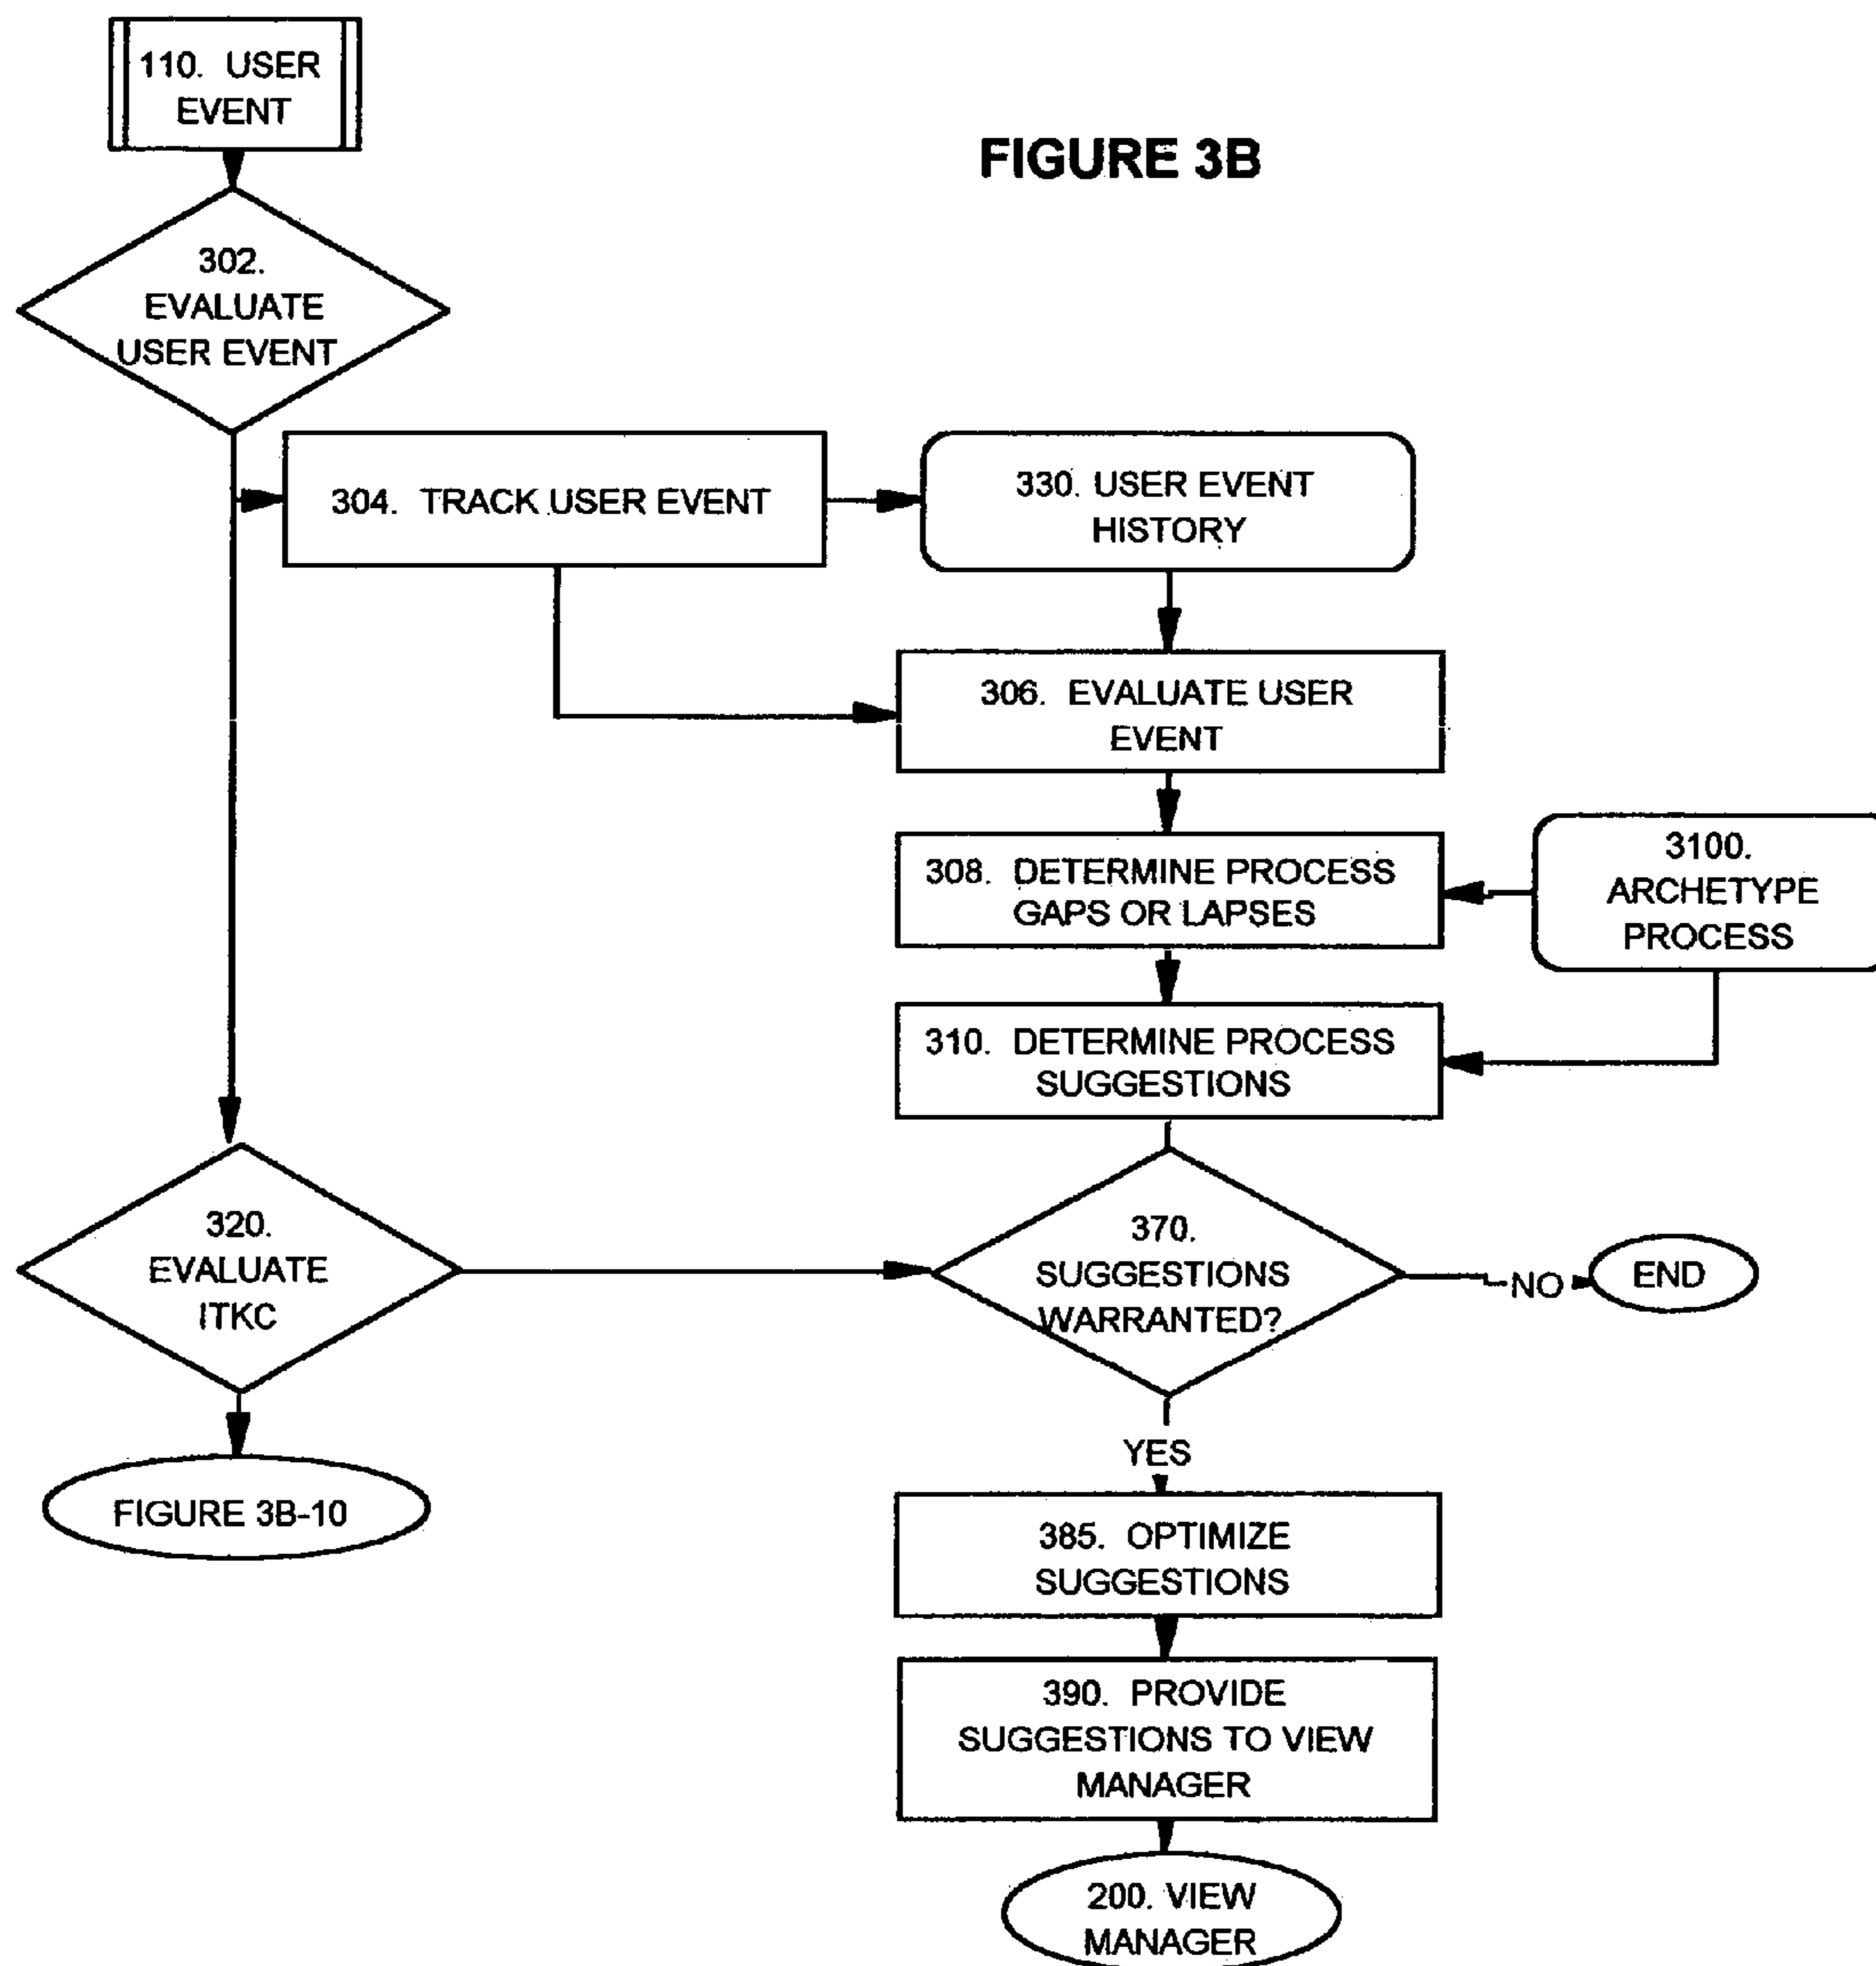 110. USER
EVENT
FIGURE 3B
302.
EVALUATE
USER EVENT
304. TRACK USER EVENT
330. USER EVENT
HISTORY
306. EVALUATE USER
EVENT
308. DETERMINE PROCESS
GAPS OR LAPSES
3100.
ARCHETYPE
PROCESS
310. DETERMINE PROCESS
SUGGESTIONS
320.
EVALUATE
ITKC
370.
SUGGESTIONS
WARRANTED?
NO
END
YES
FIGURE 3B-10
385. OPTIMIZE
SUGGESTIONS
390. PROVIDE
SUGGESTIONS TO VIEW
MANAGER
200. VIEW
MANAGER